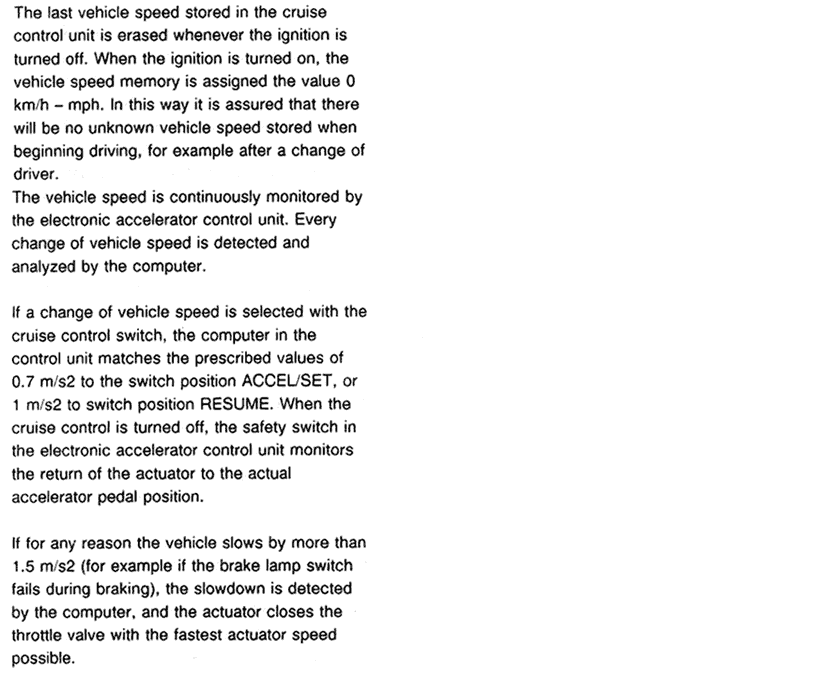 The last vehicle speed stored in the cruise
control unit is erased whenever the ignition is
turned off. When the ignition is turned on, the
vehicle speed memory is assigned the value 0
km/h – mph. In this way it is assured that there
will be no unknown vehicle speed stored when
beginning driving, for example after a change of
driver.
The vehicle speed is continuously monitored by
the electronic accelerator control unit. Every
change of vehicle speed is detected and
analyzed by the computer.
If a change of vehicle speed is selected with the
cruise control switch, the computer in the
control unit matches the prescribed values of
0.7 m/s2 to the switch position ACCEL/SET, or
1 m/s2 to switch position RESUME. When the
cruise control is turned off, the safety switch in
the electronic accelerator control unit monitors
the return of the actuator to the actual
accelerator pedal position.
If for any reason the vehicle slows by more than
1.5 m/s2 (for example if the brake lamp switch
fails during braking), the slowdown is detected
by the computer, and the actuator closes the
throttle valve with the fastest actuator speed
possible.